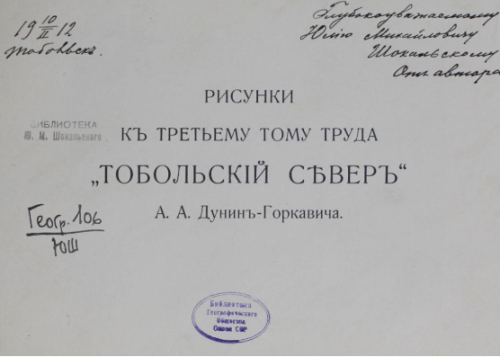 19 10/II 12
Тобольскъ
Глубокоуважаемому
Юлію Михайловичу
Шокальскому
Отъ автора
РИСУНКИ
КЪ ТРЕТЬЕМУ ТОМУ ТРУДА
„ТОБОЛЬСКІЙ СѢВЕРЪ“
А. А. Дунинъ-Горкавича.
БИБЛИОТЕКА
Ю. М. Шокальского
Геогр. 106
ЮШ
Библиотека
Географического
Общества
Союза ССР